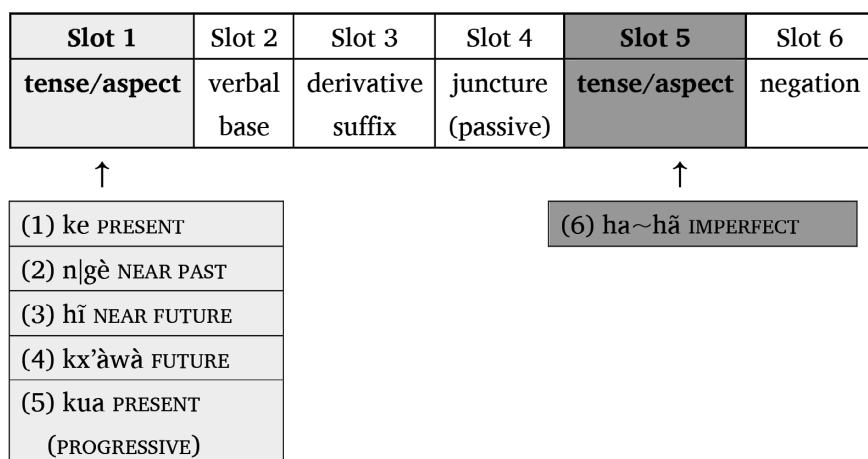 Slot 1 Slot 2 Slot 3 Slot 4 Slot 5 Slot 6
tense/aspect verbal derivative juncture tense/aspect negation
base suffix (passive)
↑ ↑
(1) ke PRESENT (6) ha~hã IMPERFECT
(2) n|gè NEAR PAST
(3) hĩ NEAR FUTURE
(4) kx’àwà FUTURE
(5) kua PRESENT
(PROGRESSIVE)